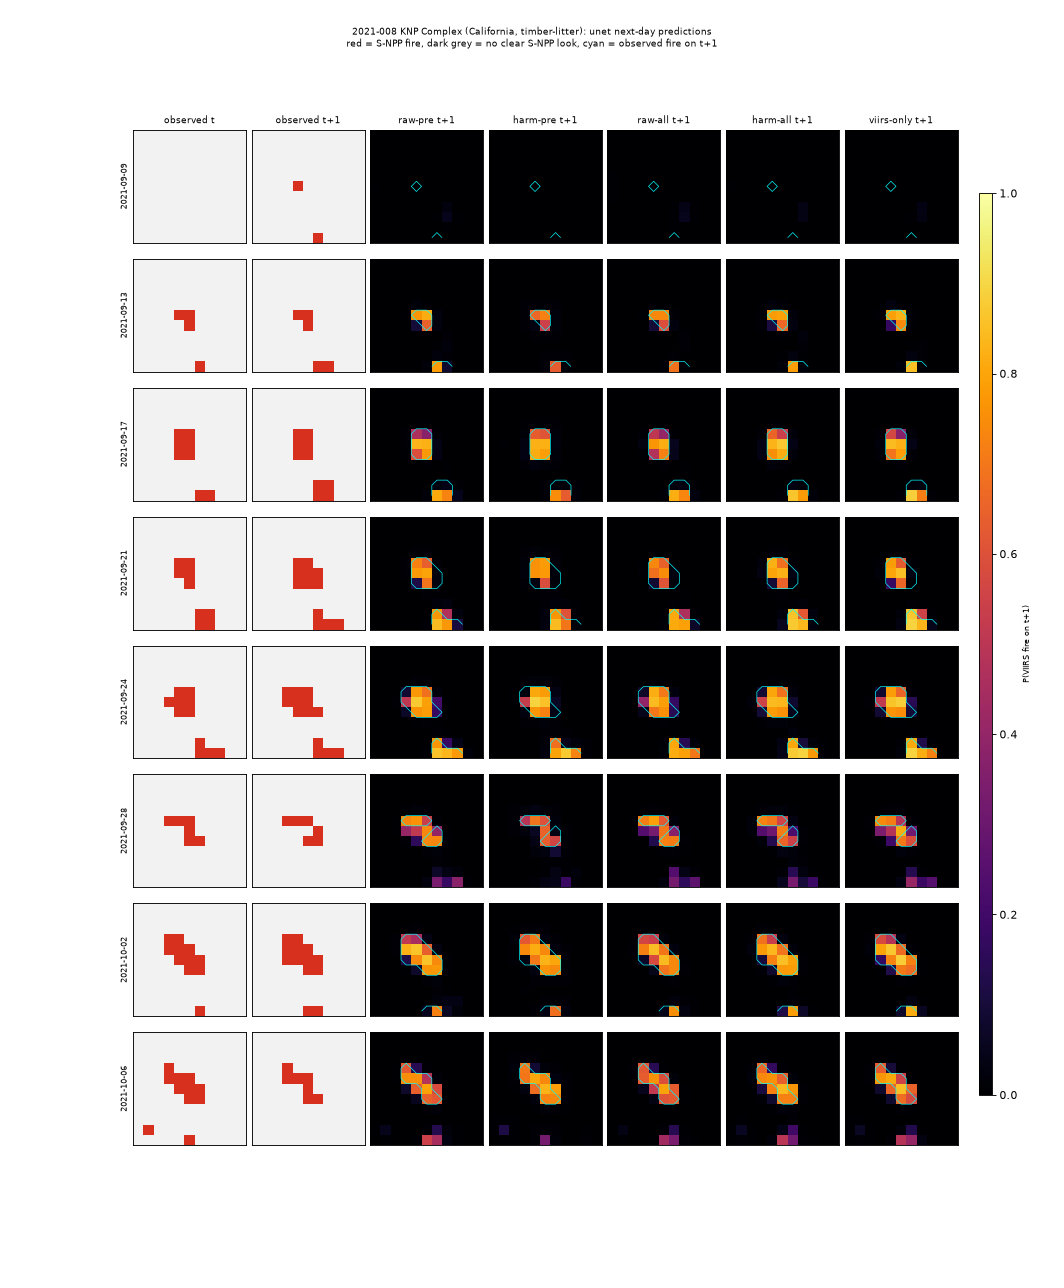 2021-008 KNP Complex (California, timber-litter): unet next-day predictions
red = S-NPP fire, dark grey = no clear S-NPP look, cyan = observed fire on t+1
observed t
observed t+1
raw-pre t+1
harm-pre t+1
raw-all t+1
harm-all t+1
viirs-only t+1
2021-09-09
2021-09-13
2021-09-17
2021-09-21
2021-09-24
2021-09-28
2021-10-02
2021-10-06
1.0
0.8
0.6
0.4
0.2
0.0
P(VIIRS fire on t+1)